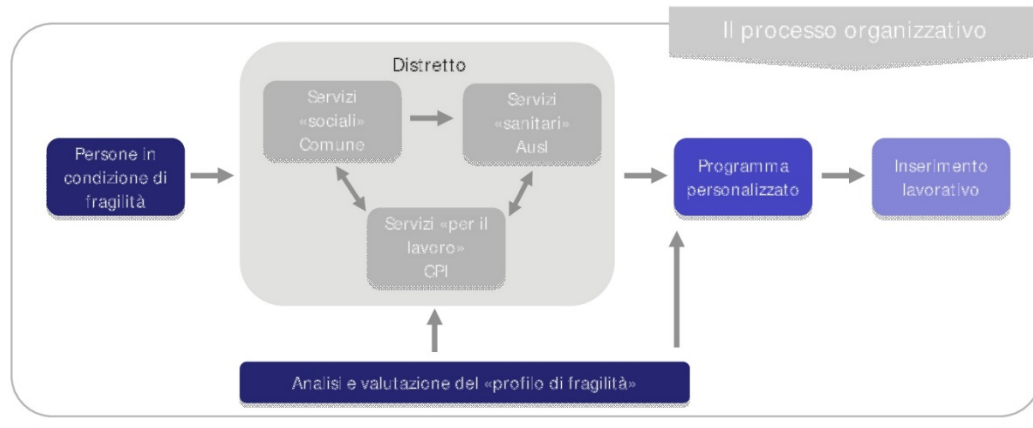 Il processo organizzativo
Distretto
Servizi
«sociali»
Comune
Servizi
«sanitari»
Ausl
Persone in
condizione di
fragilità
Programma
personalizzato
Inserimento
lavorativo
Servizi «per il
lavoro»
CPI
Analisi e valutazione del «profilo di fragilità»